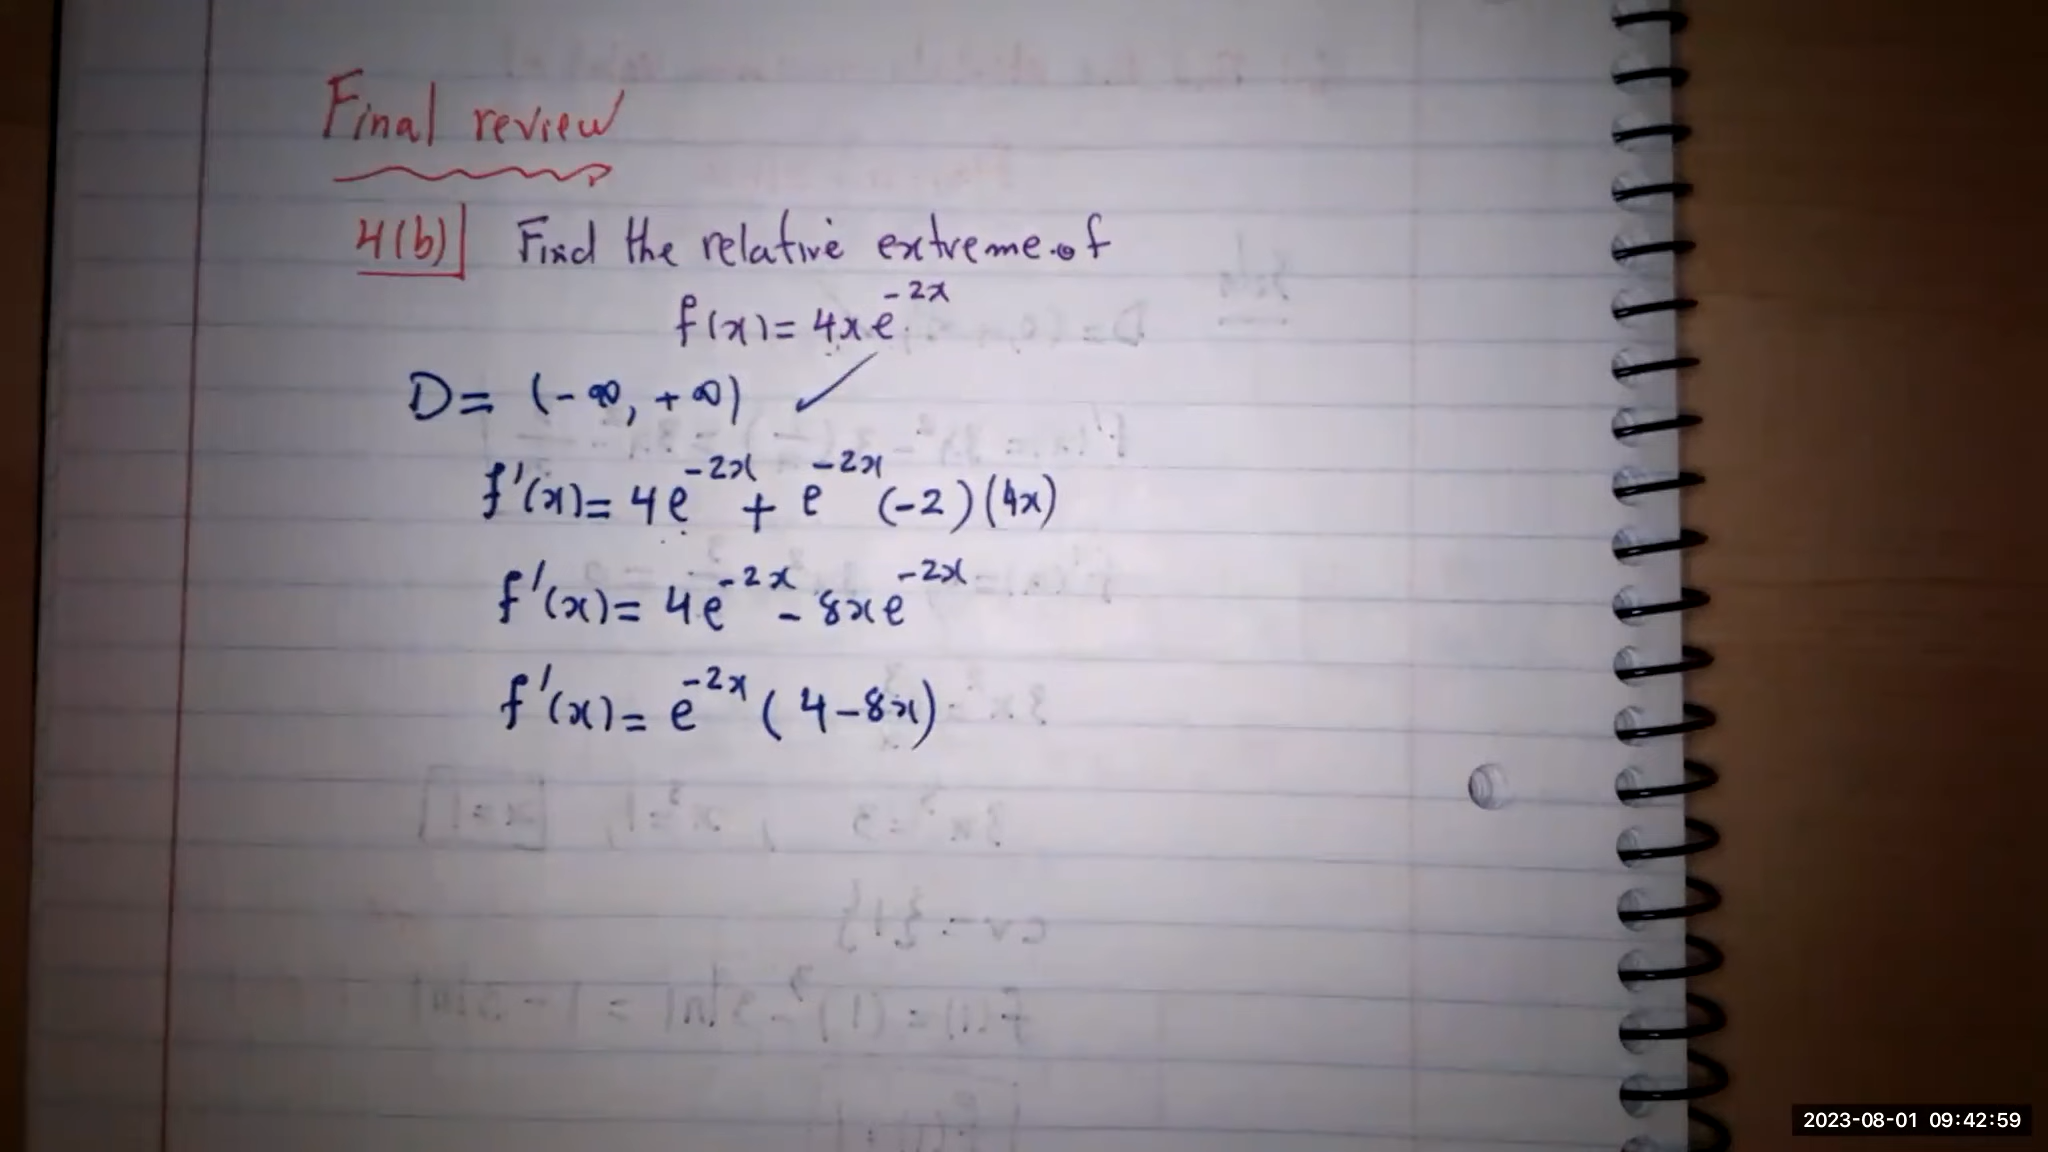 Final review
4(b) Find the relative extreme of
f(x) = 4xe^{-2x}
D = (-∞, +∞)
f'(x) = 4e^{-2x} + e^{-2x} (-2)(4x)
f'(x) = 4e^{-2x} - 8xe^{-2x}
f'(x) = e^{-2x} (4-8x)
2023-08-01 09:42:59